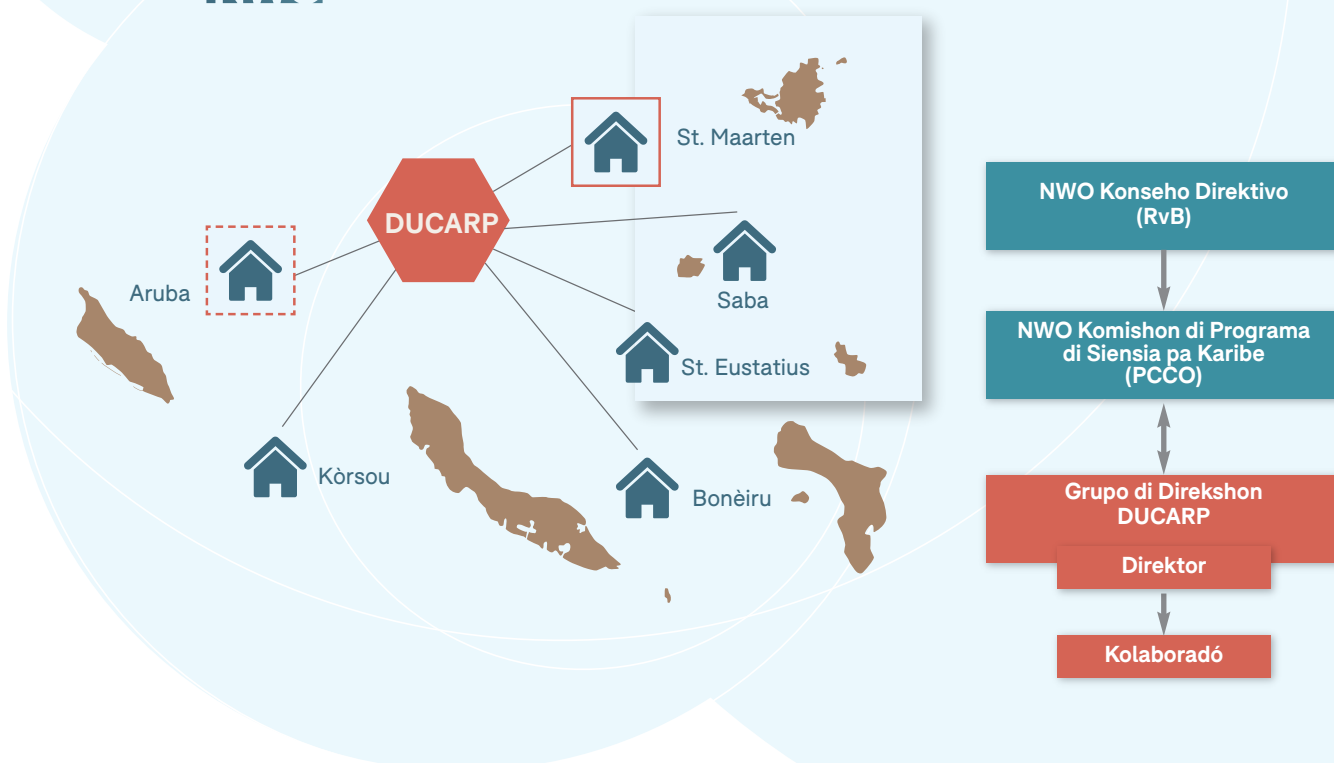 St. Maarten
DUCARP
Aruba
Saba
St. Eustatius
Kòrsou
Bonèiru
NWO Konseho Direktivo
(RvB)
NWO Komishon di Programa
di Siensia pa Karibe
(PCCO)
Grupo di Direkshon
DUCARP
Direktor
Kolaboradó